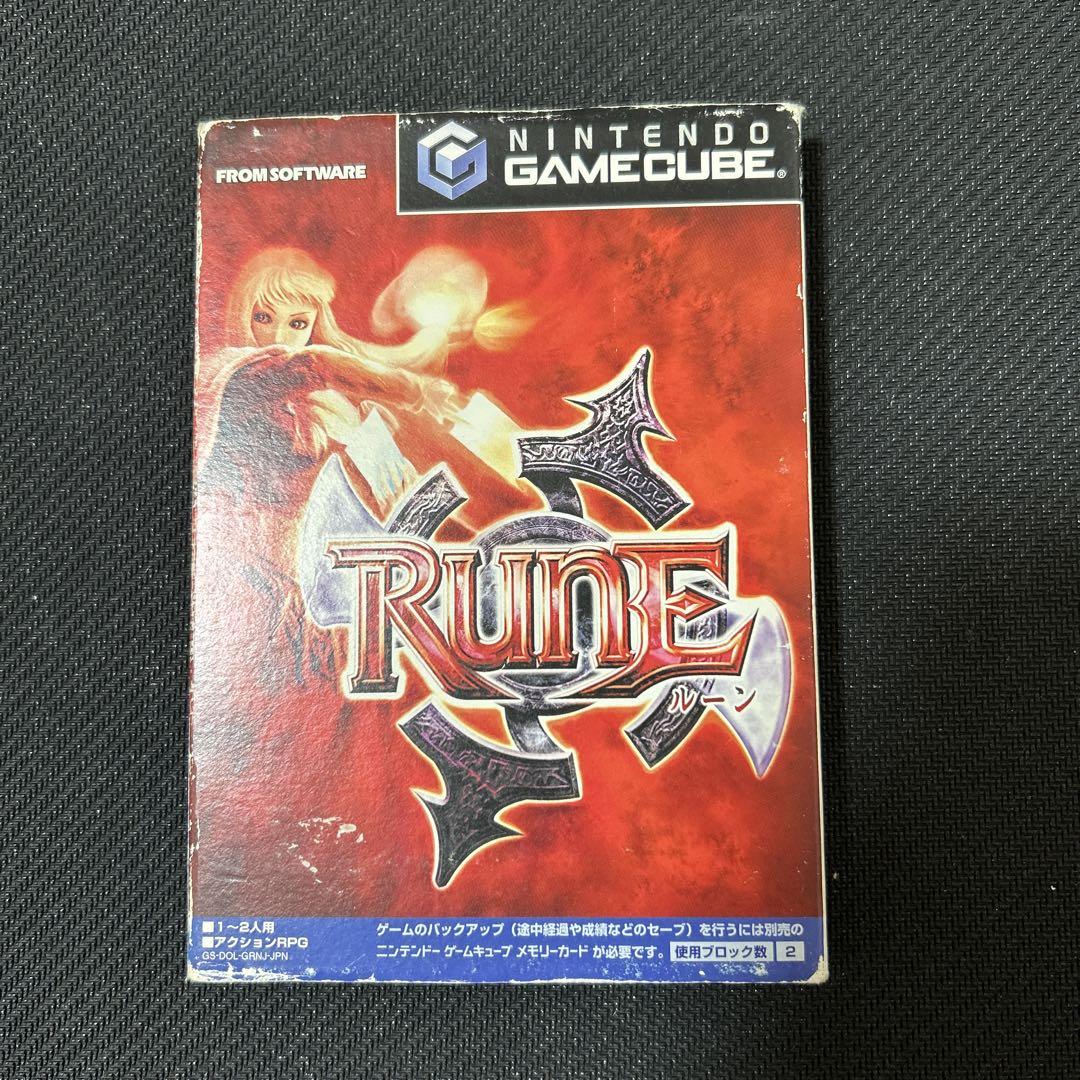 FROM SOFTWARE
NINTENDO
GAMECUBE®
RUNE
ルーン
■1～2人用
■アクションRPG
GS-DOL-GRNJ-JPN
ゲームのバックアップ(途中経過や成績などのセーブ)を行うには別売の
ニンテンドー ゲームキューブ メモリーカード が必要です。 使用ブロック数 2